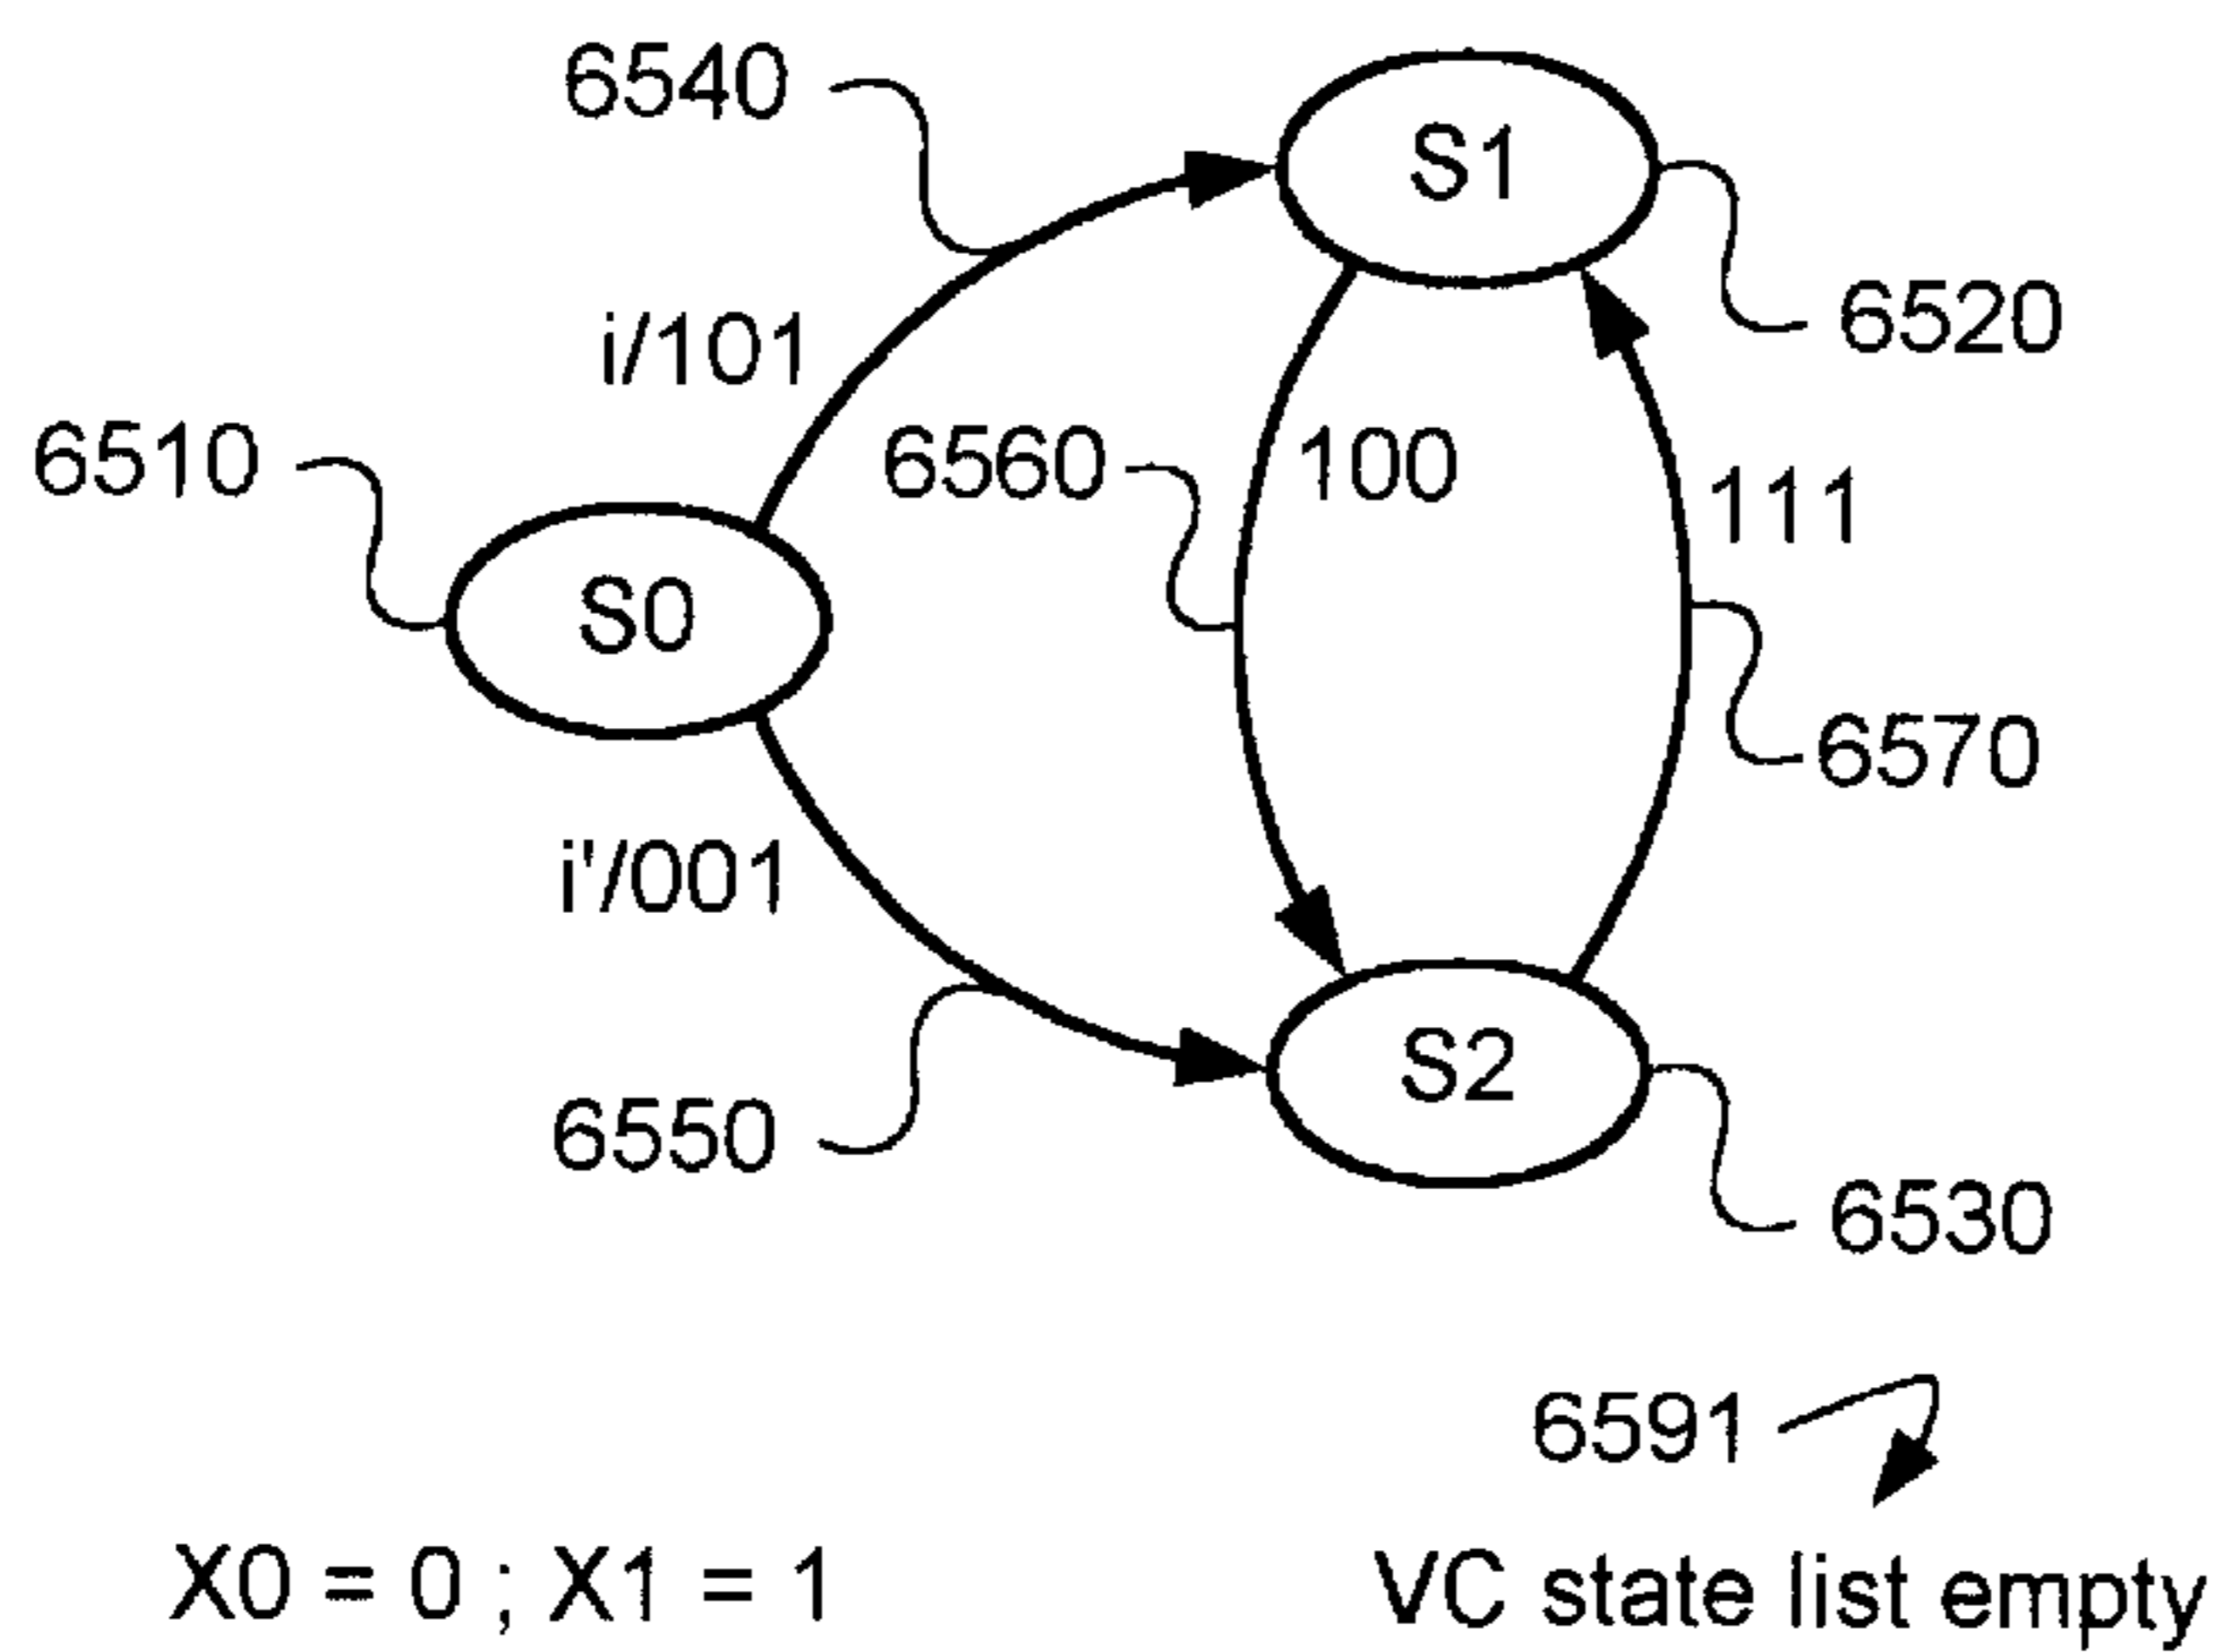 6540
S1
i/101
6520
6510
6560
100
111
S0
6570
i'/001
S2
6550
6530
6591
X0 = 0 ; X1 = 1
VC state list empty